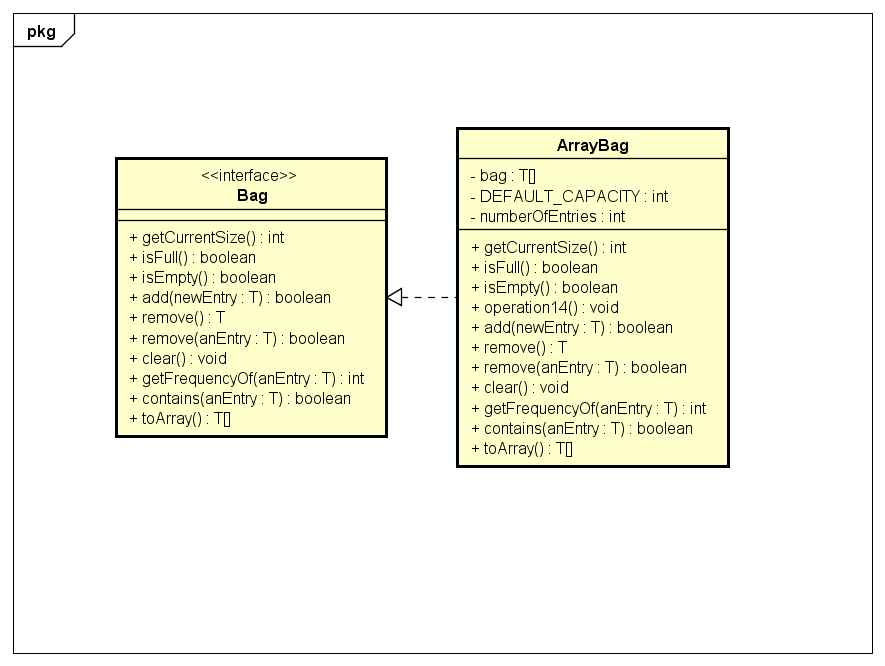 pkg
<<interface>>
Bag
+ getCurrentSize() : int
+ isFull() : boolean
+ isEmpty() : boolean
+ add(newEntry : T) : boolean
+ remove() : T
+ remove(anEntry : T) : boolean
+ clear() : void
+ getFrequencyOf(anEntry : T) : int
+ contains(anEntry : T) : boolean
+ toArray() : T[]
ArrayBag
- bag : T[]
- DEFAULT_CAPACITY : int
- numberOfEntries : int
+ getCurrentSize() : int
+ isFull() : boolean
+ isEmpty() : boolean
+ operation14() : void
+ add(newEntry : T) : boolean
+ remove() : T
+ remove(anEntry : T) : boolean
+ clear() : void
+ getFrequencyOf(anEntry : T) : int
+ contains(anEntry : T) : boolean
+ toArray() : T[]